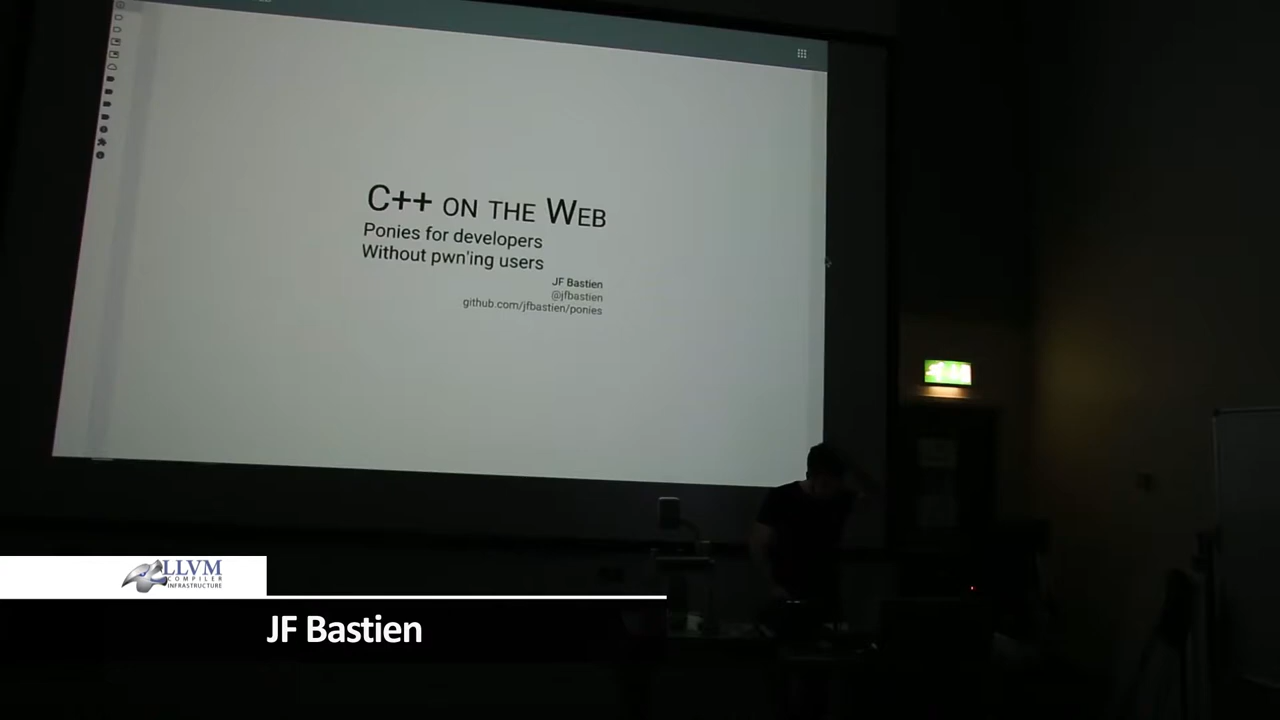 C++ ON THE WEB
Ponies for developers
Without pwn'ing users
JF Bastien
@jfbastien
github.com/jfbastien/ponies
LLVM
COMPILER
INFRASTRUCTURE
JF Bastien